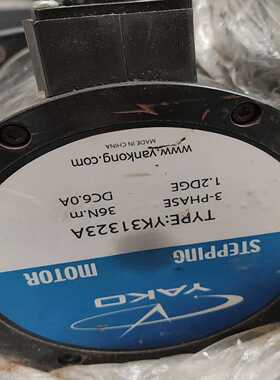 YAKO
STEPPING
MOTOR
TYPE:YK31323A
3-PHASE 36N.m
1.2DGE DC6.0A
www.yankong.com
MADE IN CHINA